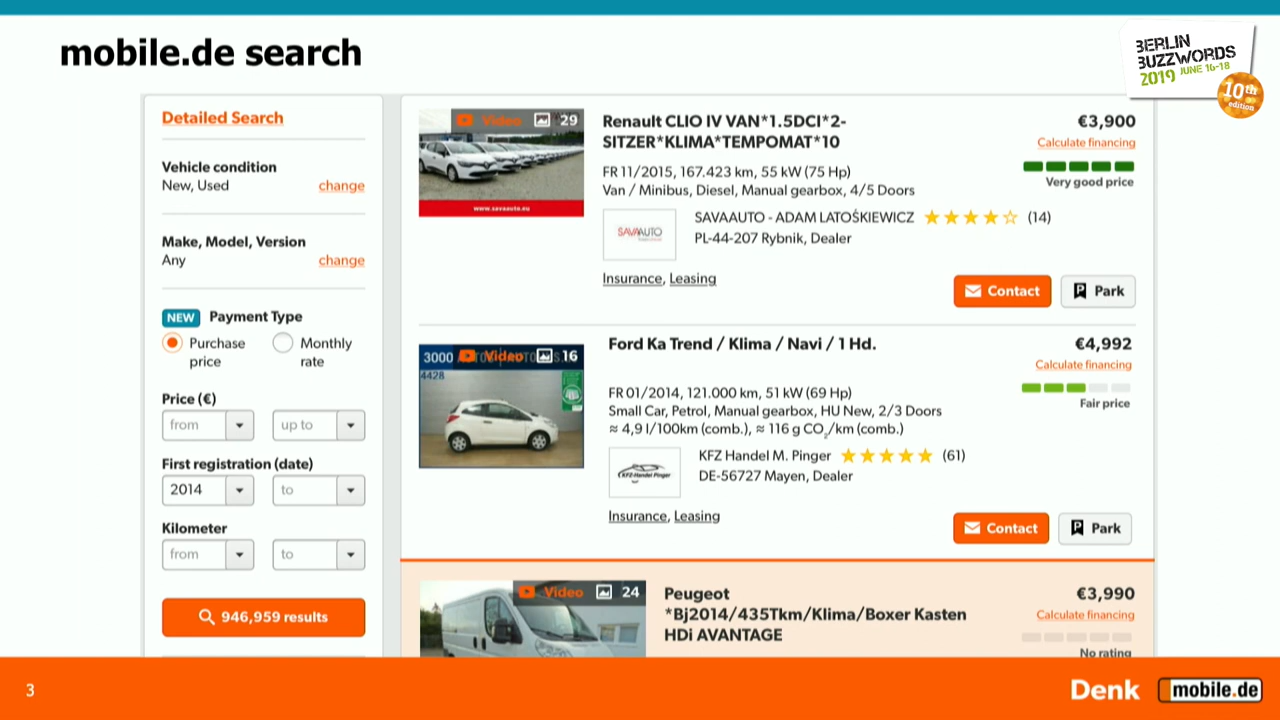 mobile.de search
BERLIN
BUZZWORDS
2019 JUNE 16-18
10th
edition
Detailed Search
Vehicle condition
New, Used
change
Make, Model, Version
Any
change
NEW Payment Type
Purchase price
Monthly rate
Price (€)
from
up to
First registration (date)
2014
to
Kilometer
from
to
946,959 results
Video 29
www.savaauto.eu
Renault CLIO IV VAN*1.5DCI*2-
SITZER*KLIMA*TEMPOMAT*10
€3,900
Calculate financing
Very good price
FR 11/2015, 167.423 km, 55 kW (75 Hp)
Van / Minibus, Diesel, Manual gearbox, 4/5 Doors
SAVAAUTO
SAVAAUTO - ADAM LATOŚKIEWICZ (14)
PL-44-207 Rybnik, Dealer
Insurance, Leasing
Contact
Park
3000
Video 16
4428
Ford Ka Trend / Klima / Navi / 1 Hd.
€4,992
Calculate financing
Fair price
FR 01/2014, 121.000 km, 51 kW (69 Hp)
Small Car, Petrol, Manual gearbox, HU New, 2/3 Doors
≈ 4,9 l/100km (comb.), ≈ 116 g CO₂/km (comb.)
KFZ-Handel Pinger
KFZ Handel M. Pinger (61)
DE-56727 Mayen, Dealer
Insurance, Leasing
Contact
Park
Video 24
Peugeot
*Bj2014/435Tkm/Klima/Boxer Kasten
HDi AVANTAGE
€3,990
Calculate financing
No rating
3
Denk
mobile.de